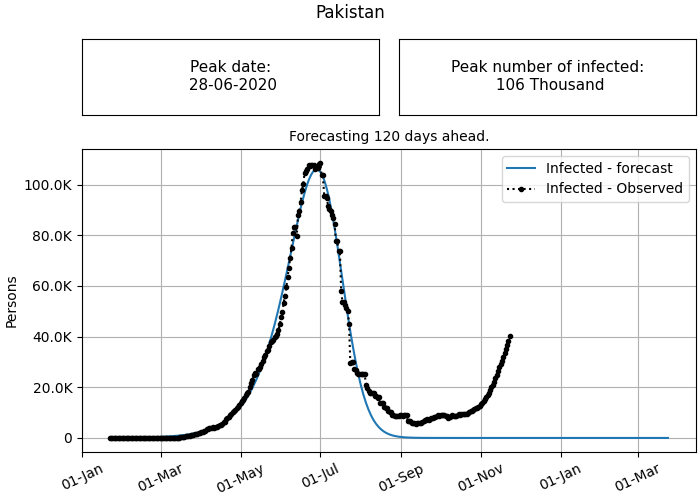 Pakistan
Peak date:
28-06-2020
Peak number of infected:
106 Thousand
Forecasting 120 days ahead.
Infected - forecast
Infected - Observed
Persons
100.0K
80.0K
60.0K
40.0K
20.0K
0
01-Jan
01-Mar
01-May
01-Jul
01-Sep
01-Nov
01-Jan
01-Mar